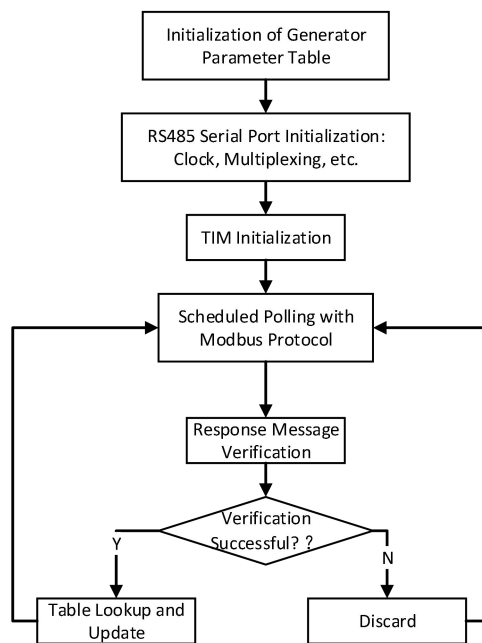 Initialization of Generator
Parameter Table
RS485 Serial Port Initialization:
Clock, Multiplexing, etc.
TIM Initialization
Scheduled Polling with
Modbus Protocol
Response Message
Verification
Verification
Successful? ?
Y
N
Table Lookup and
Update
Discard